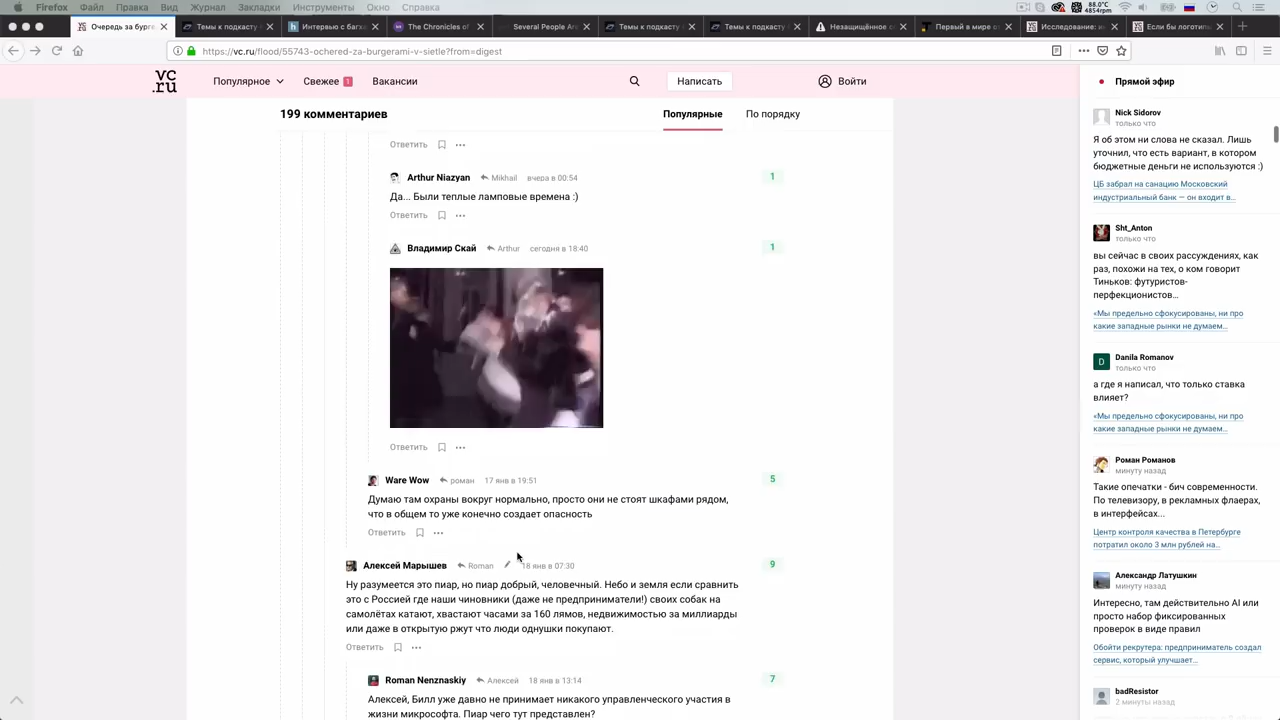 Firefox Файл Правка Вид Журнал Закладки Инструменты Окно Справка
88.0°C
4854rpm
Очередь за бург
Темы к подкасту
Интервью с багх
The Chronicles of
Several People Ar
Темы к подкасту
Темы к подкасту
Незащищённое с
Первый в мире от
Исследование: и
Если бы логотип
https://vc.ru/flood/55743-ochered-za-burgerami-v-sietle?from=digest
vc
.ru
Популярное
Свежее 1
Вакансии
Написать
Войти
199 комментариев
Популярные
По порядку
Ответить
Arthur Niazyan Mikhail вчера в 00:54
1
Да... Были теплые ламповые времена :)
Ответить
Владимир Скай Arthur сегодня в 18:40
1
Ответить
Ware Wow роман 17 янв в 19:51
5
Думаю там охраны вокруг нормально, просто они не стоят шкафами рядом,
что в общем то уже конечно создает опасность
Ответить
Алексей Марышев Roman 18 янв в 07:30
9
Ну разумеется это пиар, но пиар добрый, человечный. Небо и земля если сравнить
это с Россией где наши чиновники (даже не предприниматели!) своих собак на
самолётах катают, хвастают часами за 160 лямов, недвижимостью за миллиарды
или даже в открытую ржут что люди однушки покупают.
Ответить
Roman Nenznaskiy Алексей 18 янв в 13:14
7
Алексей, Билл уже давно не принимает никакого управленческого участия в
жизни микрософта. Пиар чего тут представлен?
Прямой эфир
Nick Sidorov
только что
Я об этом ни слова не сказал. Лишь
уточнил, что есть вариант, в котором
бюджетные деньги не используются :)
ЦБ забрал на санацию Московский
индустриальный банк — он входит в…
Sht_Anton
только что
вы сейчас в своих рассуждениях, как
раз, похожи на тех, о ком говорит
Тиньков: футуристов-
перфекционистов…
«Мы предельно сфокусированы, ни про
какие западные рынки не думаем…
D
Danila Romanov
только что
а где я написал, что только ставка
влияет?
«Мы предельно сфокусированы, ни про
какие западные рынки не думаем…
Роман Романов
минуту назад
Такие опечатки - бич современности.
По телевизору, в рекламных флаерах,
в интерфейсах...
Центр контроля качества в Петербурге
потратил около 3 млн рублей на…
Александр Латушкин
минуту назад
Интересно, там действительно AI или
просто набор фиксированных
проверок в виде правил
Обойти рекрутера: предприниматель создал
сервис, который улучшает…
badResistor
2 минуты назад